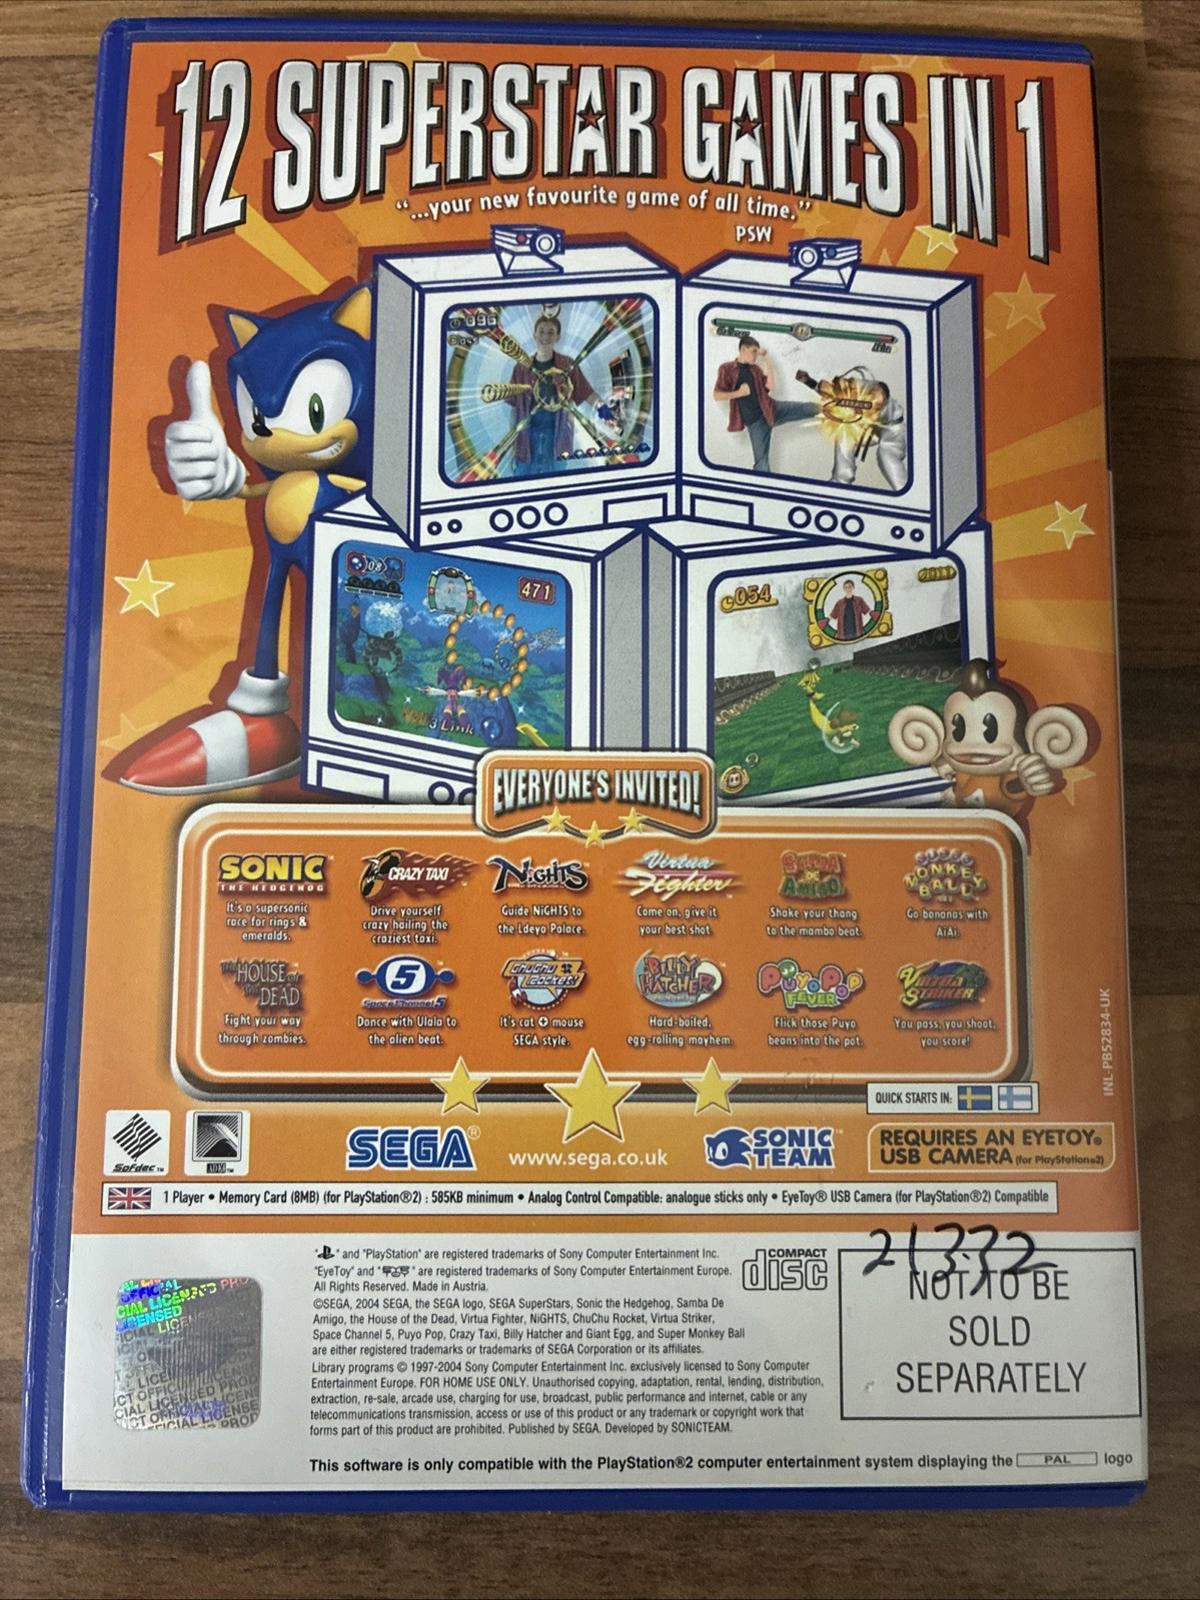 12 SUPERSTAR GAMES IN 1
"...your new favourite game of all time."
PSW
096
471
08
3 Link
054
EVERYONE'S INVITED!
SONIC
THE HEDGEHOG
It's a supersonic
race for rings &
emeralds.
CRAZY TAXI
Drive yourself
crazy hailing the
craziest taxi.
NiGHTS
Guide NiGHTS to
the Ideya Palace.
Virtua
Fighter
Come on, give it
your best shot.
SAMBA
DE
AMIGO
Shake your thang
to the mambo beat.
SUPER
MONKEY
BALL
Go bananas with
AiAi.
THE HOUSE OF
THE DEAD
Fight your way
through zombies.
5
Space Channel 5
Dance with Ulala to
the alien beat.
ChuChu
Rocket!
It's cat + mouse
SEGA style.
BILLY
HATCHER
Hard-boiled,
egg-rolling mayhem.
PUYO POP
FEVER
Flick those Puyo
beans into the pot.
VIRTUA
STRIKER
You pass, you shoot,
you score!
INL-PB52834-UK
QUICK STARTS IN:
Sofdec™
ADX™
SEGA®
www.sega.co.uk
SONIC
TEAM™
REQUIRES AN EYETOY®
USB CAMERA (for PlayStation®2)
1 Player • Memory Card (8MB) (for PlayStation®2) : 585KB minimum • Analog Control Compatible: analogue sticks only • EyeToy® USB Camera (for PlayStation®2) Compatible
" " and "PlayStation" are registered trademarks of Sony Computer Entertainment Inc.
"EyeToy" and " " are registered trademarks of Sony Computer Entertainment Europe.
All Rights Reserved. Made in Austria.
©SEGA, 2004 SEGA, the SEGA logo, SEGA SuperStars, Sonic the Hedgehog, Samba De
Amigo, the House of the Dead, Virtua Fighter, NiGHTS, ChuChu Rocket, Virtua Striker,
Space Channel 5, Puyo Pop, Crazy Taxi, Billy Hatcher and Giant Egg, and Super Monkey Ball
are either registered trademarks or trademarks of SEGA Corporation or its affiliates.
Library programs © 1997-2004 Sony Computer Entertainment Inc. exclusively licensed to Sony Computer
Entertainment Europe. FOR HOME USE ONLY. Unauthorised copying, adaptation, rental, lending, distribution,
extraction, re-sale, arcade use, charging for use, broadcast, public performance and internet, cable or any
telecommunications transmission, access or use of this product or any trademark or copyright work that
forms part of this product are prohibited. Published by SEGA. Developed by SONICTEAM.
This software is only compatible with the PlayStation®2 computer entertainment system displaying the PAL logo
COMPACT
disc
21332
NOT TO BE
SOLD
SEPARATELY